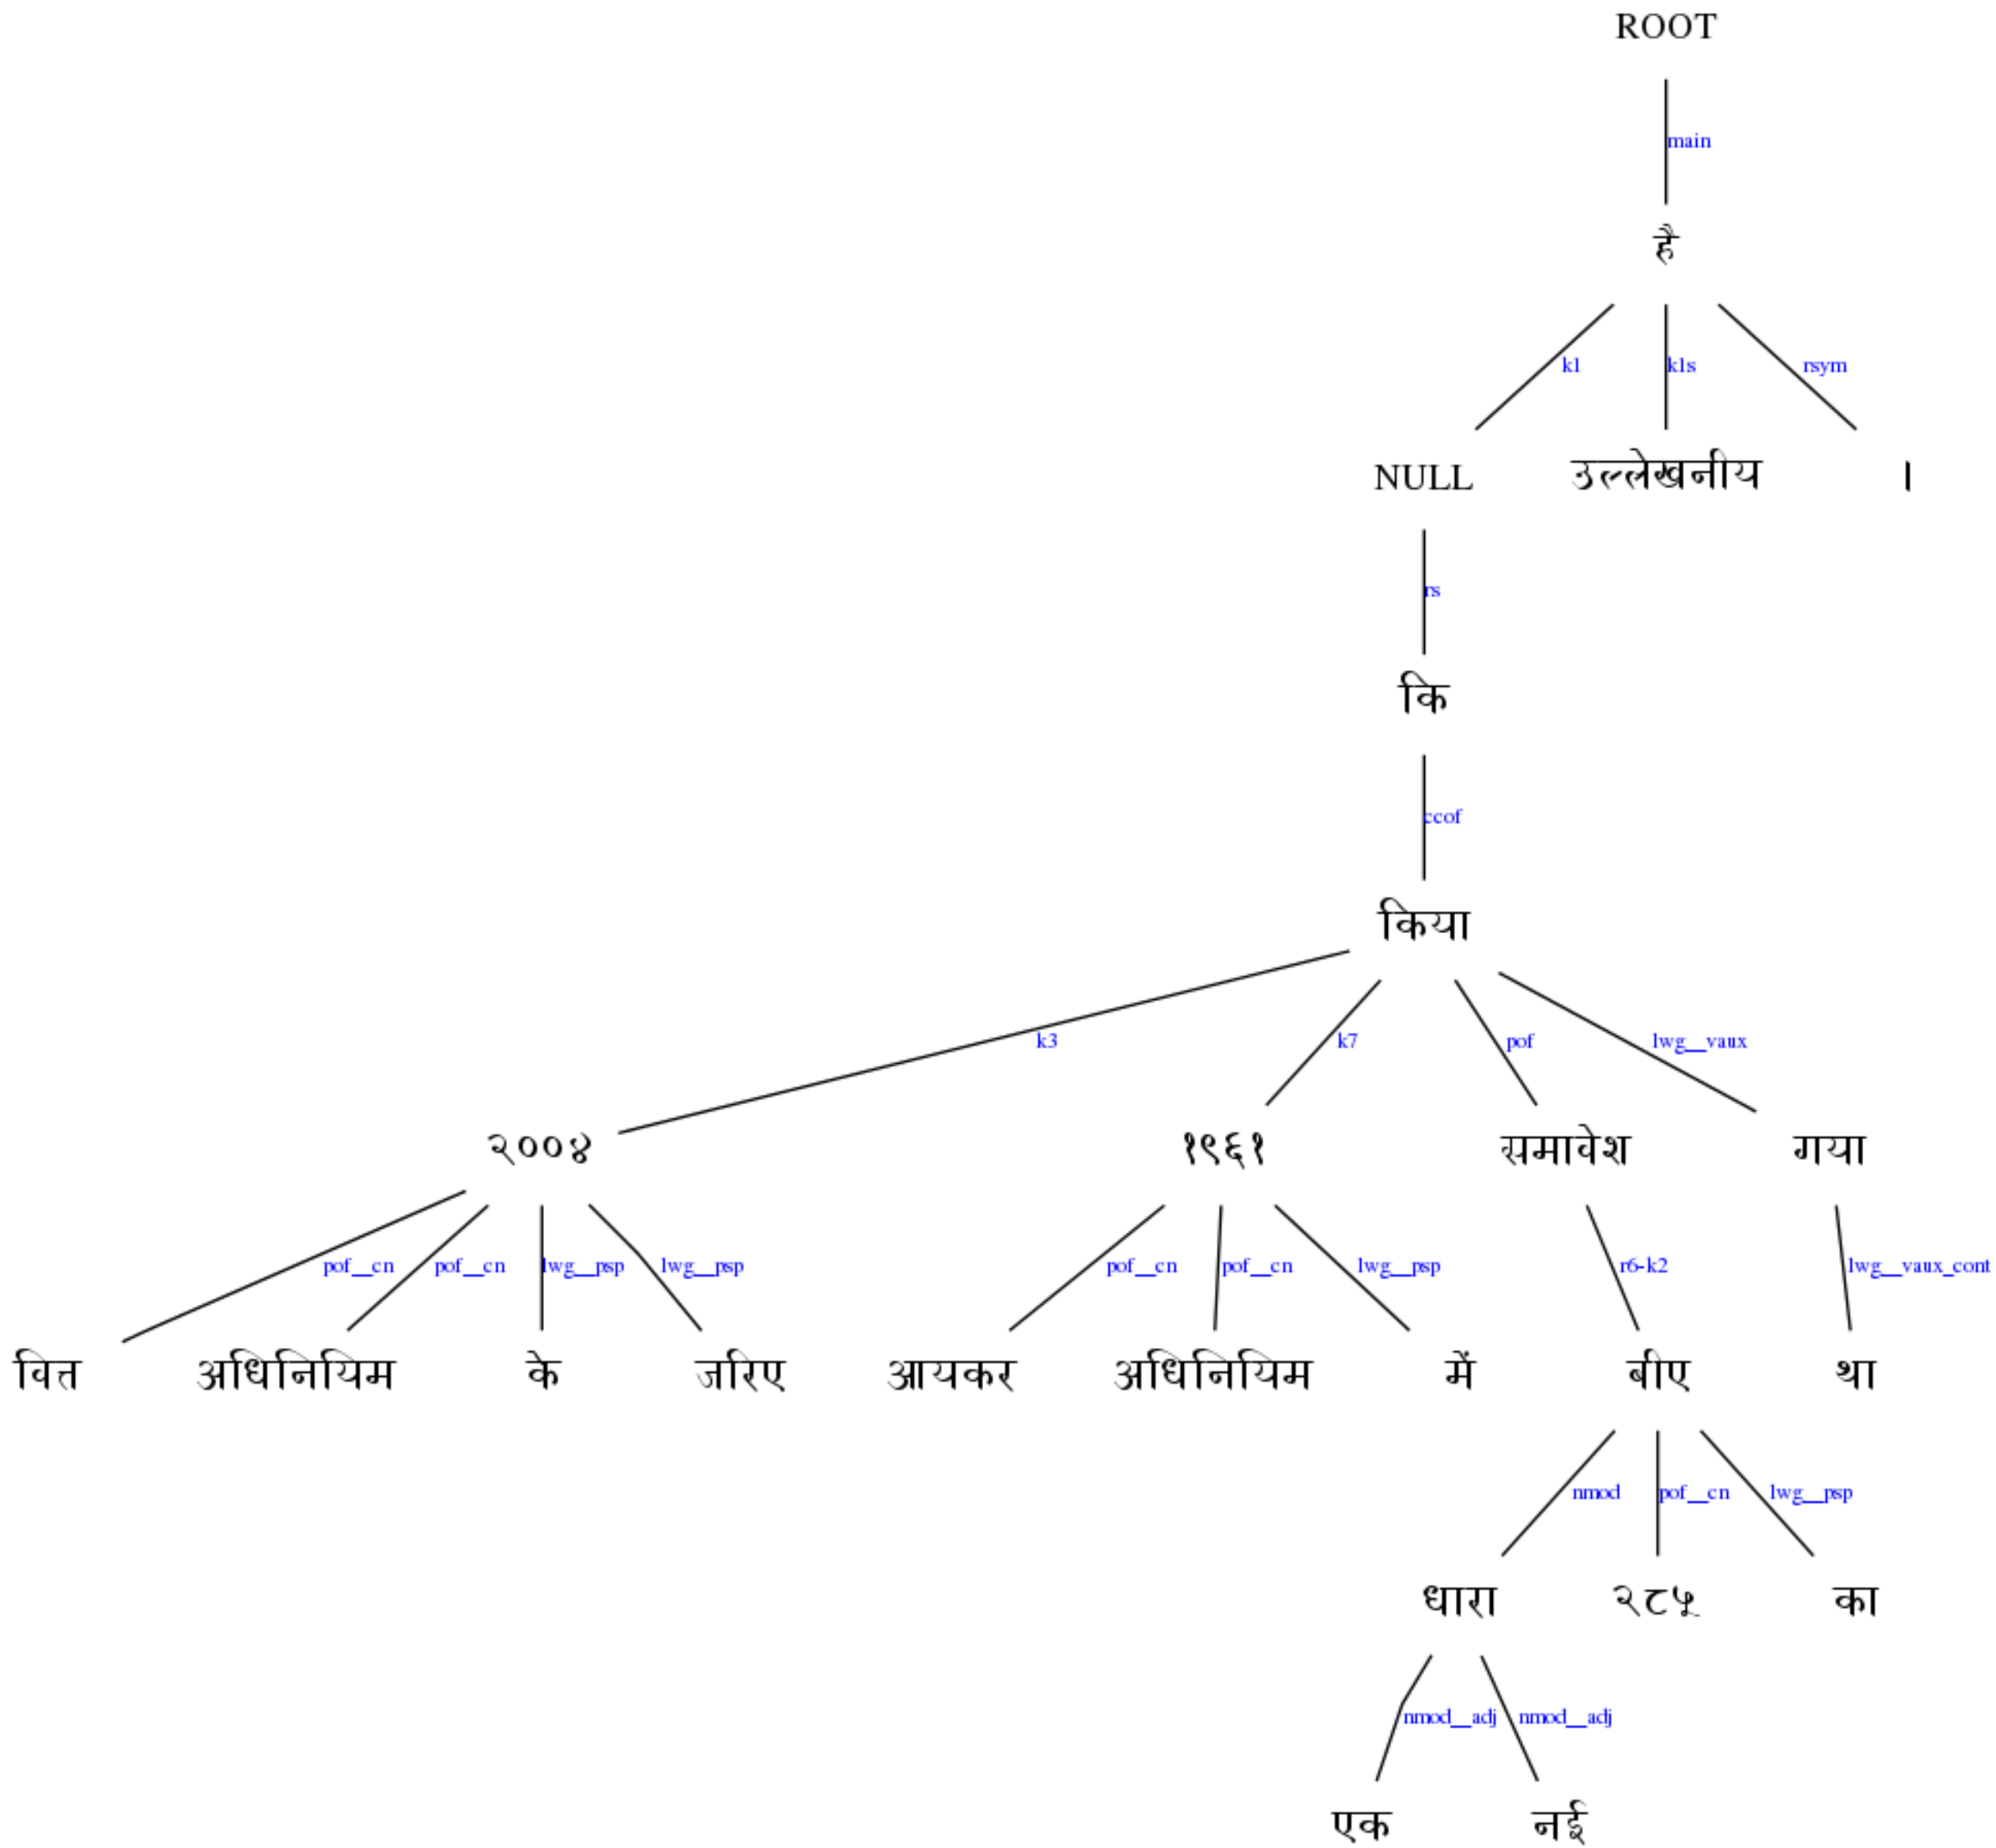 ROOT
main
है
k1 k1s rsym
NULL उल्लेखनीय ।
rs
कि
ccof
किया
k3 k7 pof lwg__vaux
२००४ १९६१ समावेश गया
pof__cn pof__cn lwg__psp lwg__psp pof__cn pof__cn lwg__psp r6-k2 lwg__vaux_cont
वित्त अधिनियिम के जरिए आयकर अधिनियिम में बीए था
nmod pof__cn lwg__psp
धारा २८५ का
nmod__adj nmod__adj
एक नई